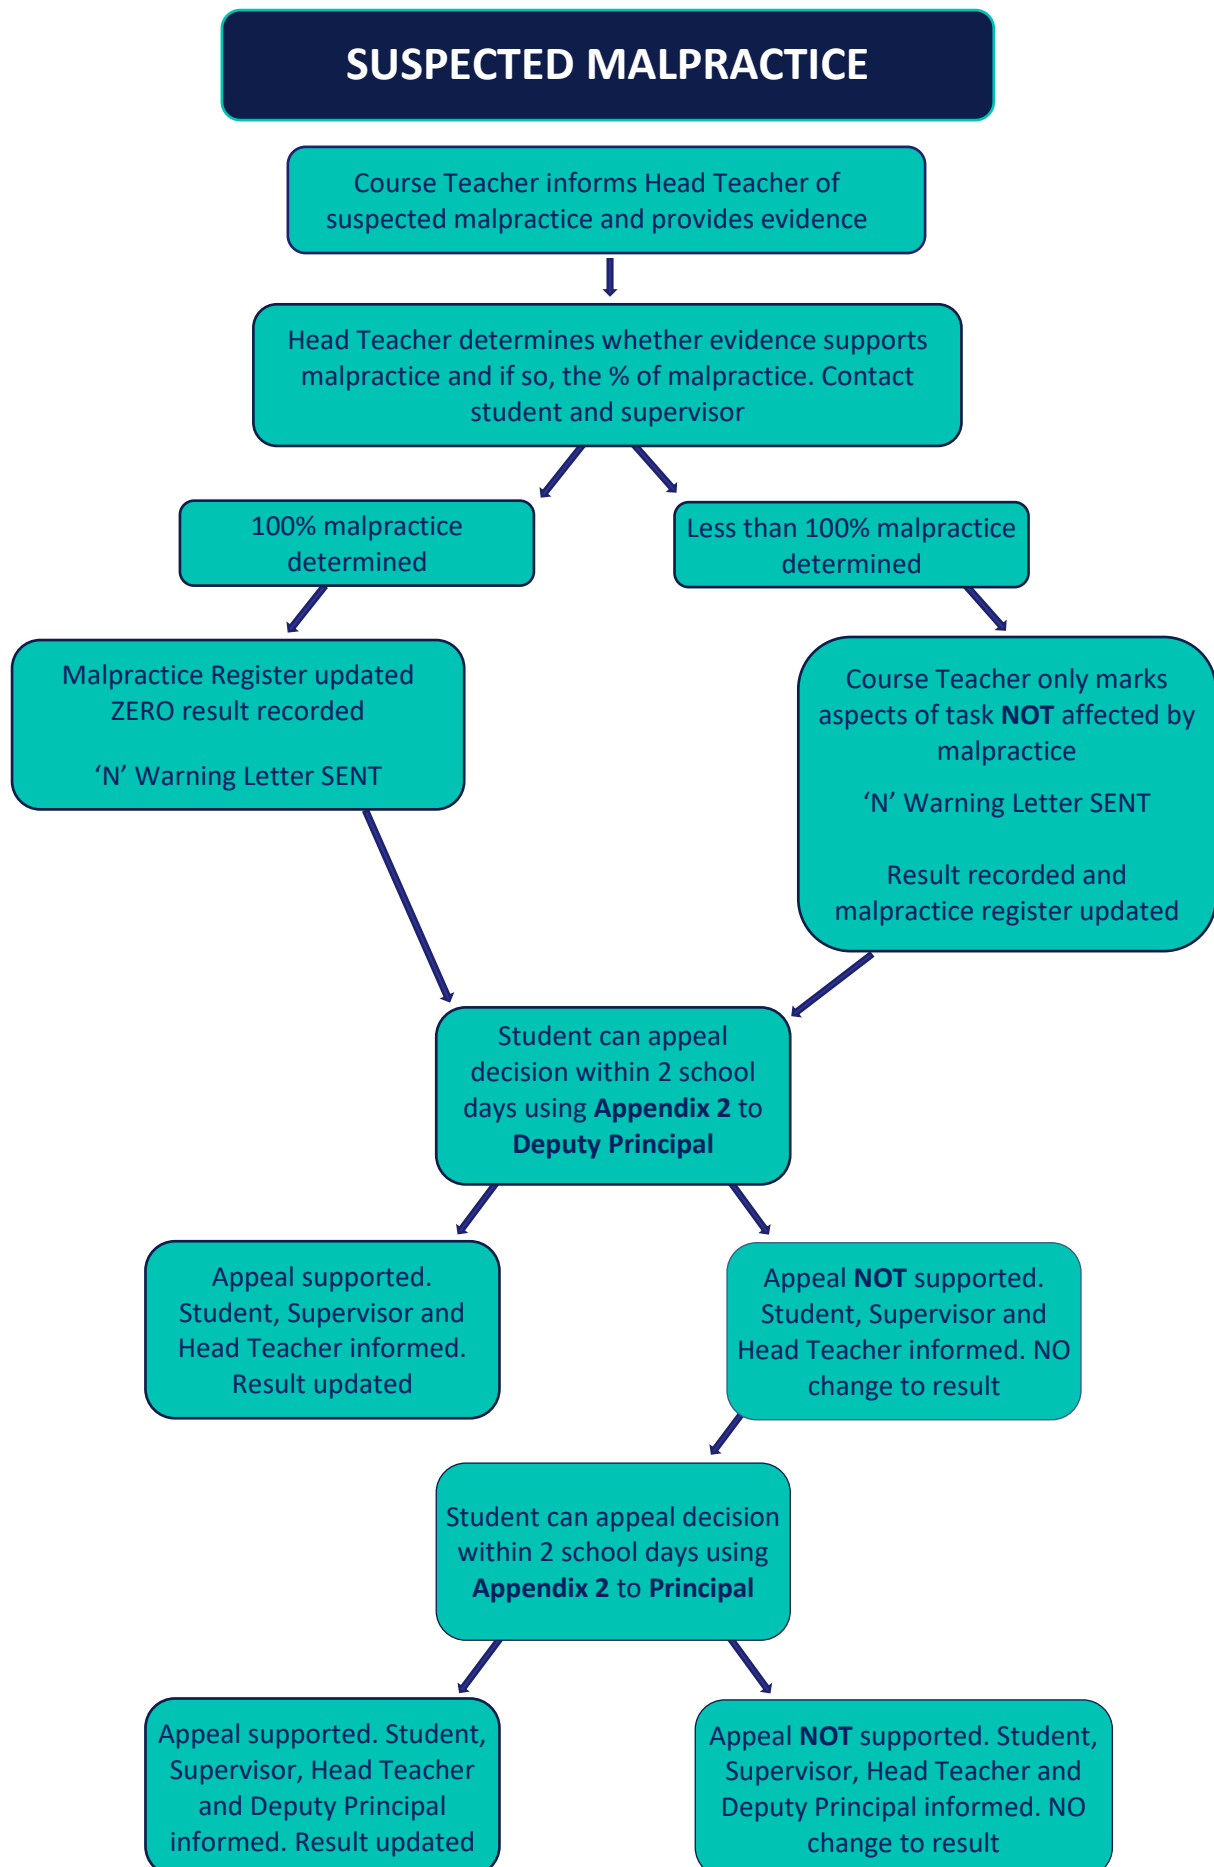 SUSPECTED MALPRACTICE
Course Teacher informs Head Teacher of
suspected malpractice and provides evidence
Head Teacher determines whether evidence supports
malpractice and if so, the % of malpractice. Contact
student and supervisor
100% malpractice
determined
Less than 100% malpractice
determined
Malpractice Register updated
ZERO result recorded
‘N’ Warning Letter SENT
Course Teacher only marks
aspects of task NOT affected by
malpractice
‘N’ Warning Letter SENT
Result recorded and
malpractice register updated
Student can appeal
decision within 2 school
days using Appendix 2 to
Deputy Principal
Appeal supported.
Student, Supervisor and
Head Teacher informed.
Result updated
Appeal NOT supported.
Student, Supervisor and
Head Teacher informed. NO
change to result
Student can appeal decision
within 2 school days using
Appendix 2 to Principal
Appeal supported. Student,
Supervisor, Head Teacher
and Deputy Principal
informed. Result updated
Appeal NOT supported. Student,
Supervisor, Head Teacher and
Deputy Principal informed. NO
change to result